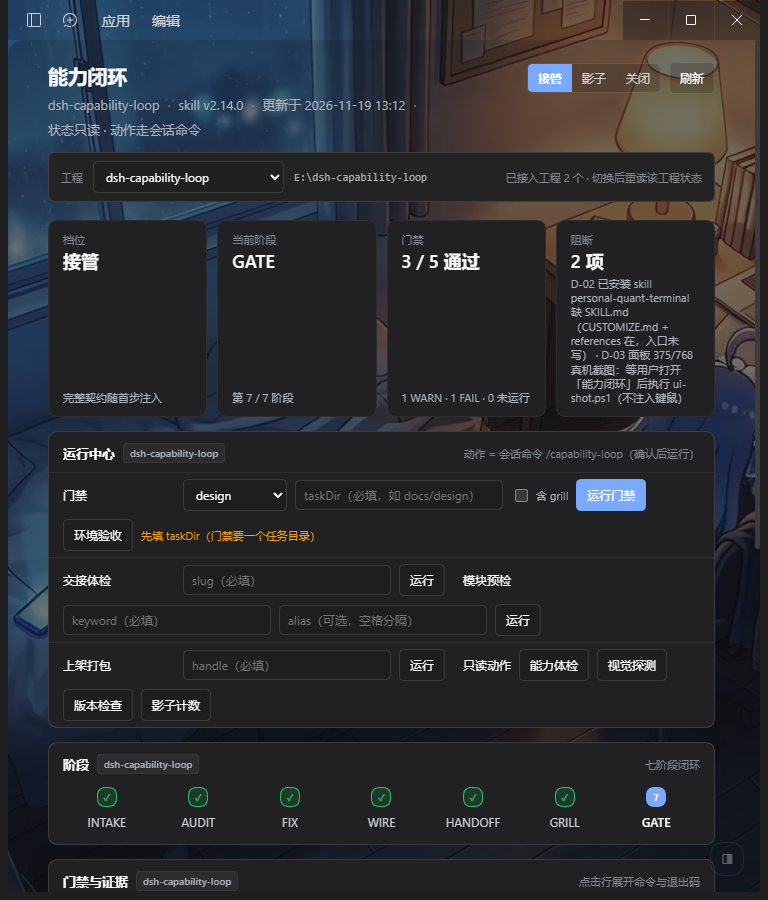 应用 编辑
能力闭环
接管 影子 关闭 刷新
dsh-capability-loop · skill v2.14.0 · 更新于 2026-11-19 13:12 ·
状态只读 · 动作走会话命令
工程 dsh-capability-loop E:\dsh-capability-loop 已接入工程 2 个 · 切换后重读该工程状态
档位
接管
完整契约随首步注入
当前阶段
GATE
第 7 / 7 阶段
门禁
3 / 5 通过
1 WARN · 1 FAIL · 0 未运行
阻断
2 项
D-02 已安装 skill
personal-quant-terminal
缺 SKILL.md
（CUSTOMIZE.md +
references 在，入口未
写） · D-03 面板 375/768
真机截图：等用户打开
「能力闭环」后执行 ui-
shot.ps1（不注入键鼠）
运行中心 dsh-capability-loop 动作 = 会话命令 /capability-loop（确认后运行）
门禁 design taskDir（必填，如 docs/design） 含 grill 运行门禁
环境验收 先填 taskDir（门禁要一个任务目录）
交接体检 slug（必填） 运行 模块预检
keyword（必填） alias（可选，空格分隔） 运行
上架打包 handle（必填） 运行 只读动作 能力体检 视觉探测
版本检查 影子计数
阶段 dsh-capability-loop 七阶段闭环
7
INTAKE AUDIT FIX WIRE HANDOFF GRILL GATE
门禁与证据 dsh-capability-loop 点击行展开命令与退出码